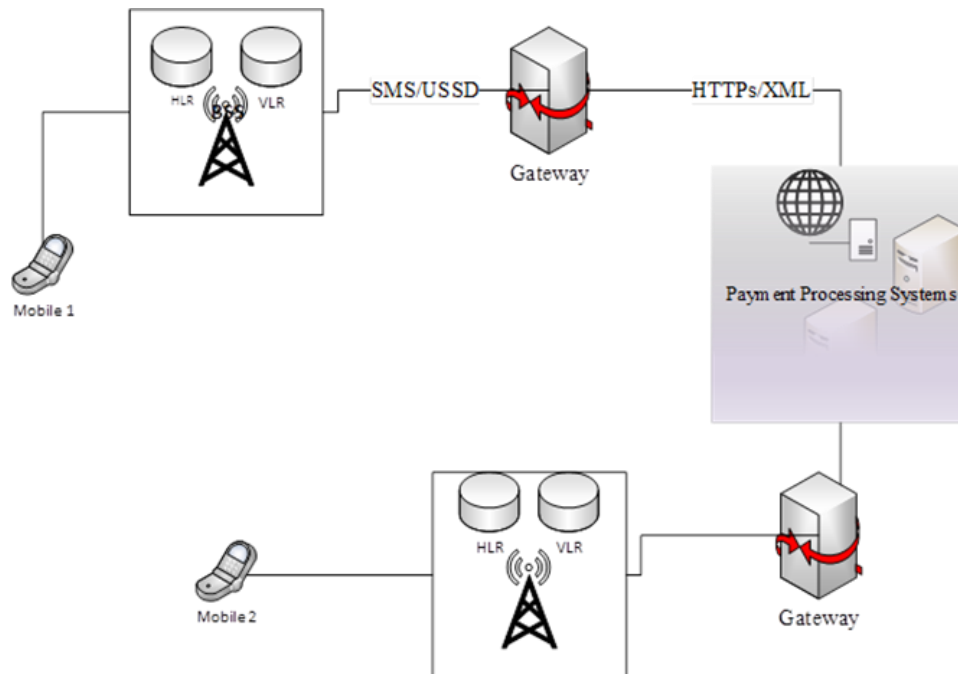 HLR
VLR
BSS
SMS/USSD
HTTPs/XML
Gateway
Mobile 1
Payment Processing Systems
HLR
VLR
Mobile 2
Gateway